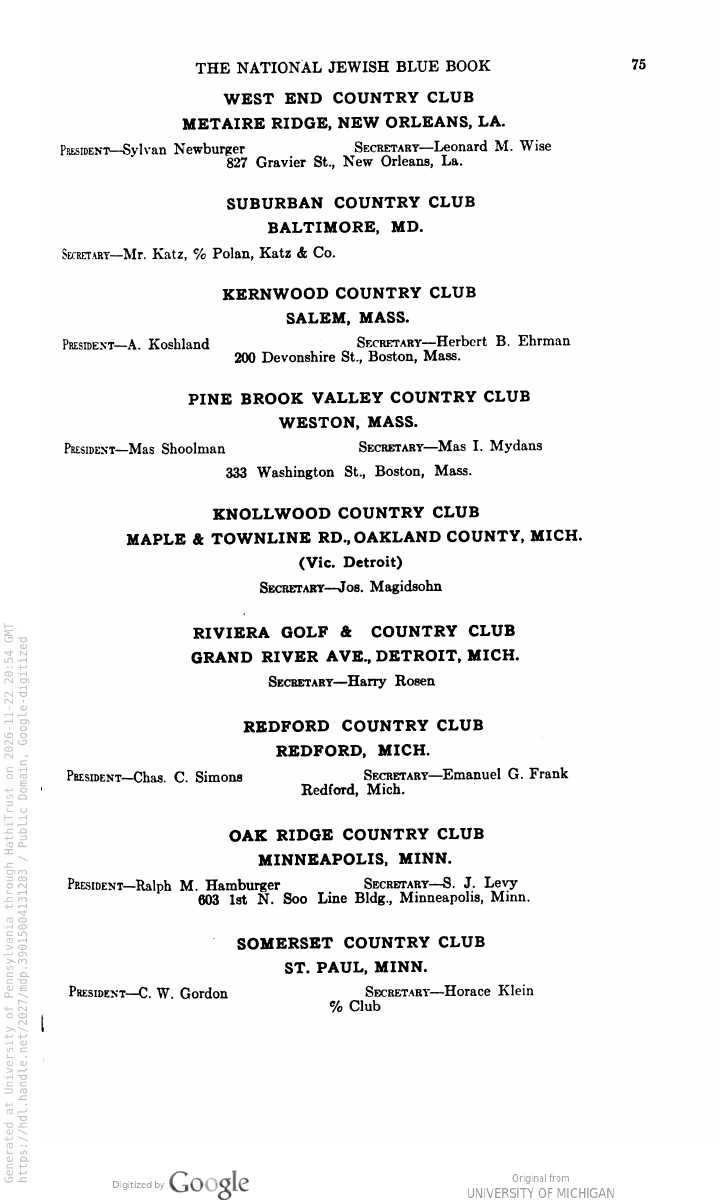 THE NATIONAL JEWISH BLUE BOOK 75
WEST END COUNTRY CLUB
METAIRE RIDGE, NEW ORLEANS, LA.
PRESIDENT—Sylvan Newburger SECRETARY—Leonard M. Wise
827 Gravier St., New Orleans, La.
SUBURBAN COUNTRY CLUB
BALTIMORE, MD.
SECRETARY—Mr. Katz, % Polan, Katz & Co.
KERNWOOD COUNTRY CLUB
SALEM, MASS.
PRESIDENT—A. Koshland SECRETARY—Herbert B. Ehrman
200 Devonshire St., Boston, Mass.
PINE BROOK VALLEY COUNTRY CLUB
WESTON, MASS.
PRESIDENT—Mas Shoolman SECRETARY—Mas I. Mydans
333 Washington St., Boston, Mass.
KNOLLWOOD COUNTRY CLUB
MAPLE & TOWNLINE RD., OAKLAND COUNTY, MICH.
(Vic. Detroit)
SECRETARY—Jos. Magidsohn
RIVIERA GOLF & COUNTRY CLUB
GRAND RIVER AVE., DETROIT, MICH.
SECRETARY—Harry Rosen
REDFORD COUNTRY CLUB
REDFORD, MICH.
PRESIDENT—Chas. C. Simons SECRETARY—Emanuel G. Frank
Redford, Mich.
OAK RIDGE COUNTRY CLUB
MINNEAPOLIS, MINN.
PRESIDENT—Ralph M. Hamburger SECRETARY—S. J. Levy
603 1st N. Soo Line Bldg., Minneapolis, Minn.
SOMERSET COUNTRY CLUB
ST. PAUL, MINN.
PRESIDENT—C. W. Gordon SECRETARY—Horace Klein
% Club
Generated at University of Pennsylvania through HathiTrust on 2026-11-22 20:54 GMT
https://hdl.handle.net/2027/mdp.39015004131203 / Public Domain, Google-digitized
Digitized by Google
Original from
UNIVERSITY OF MICHIGAN